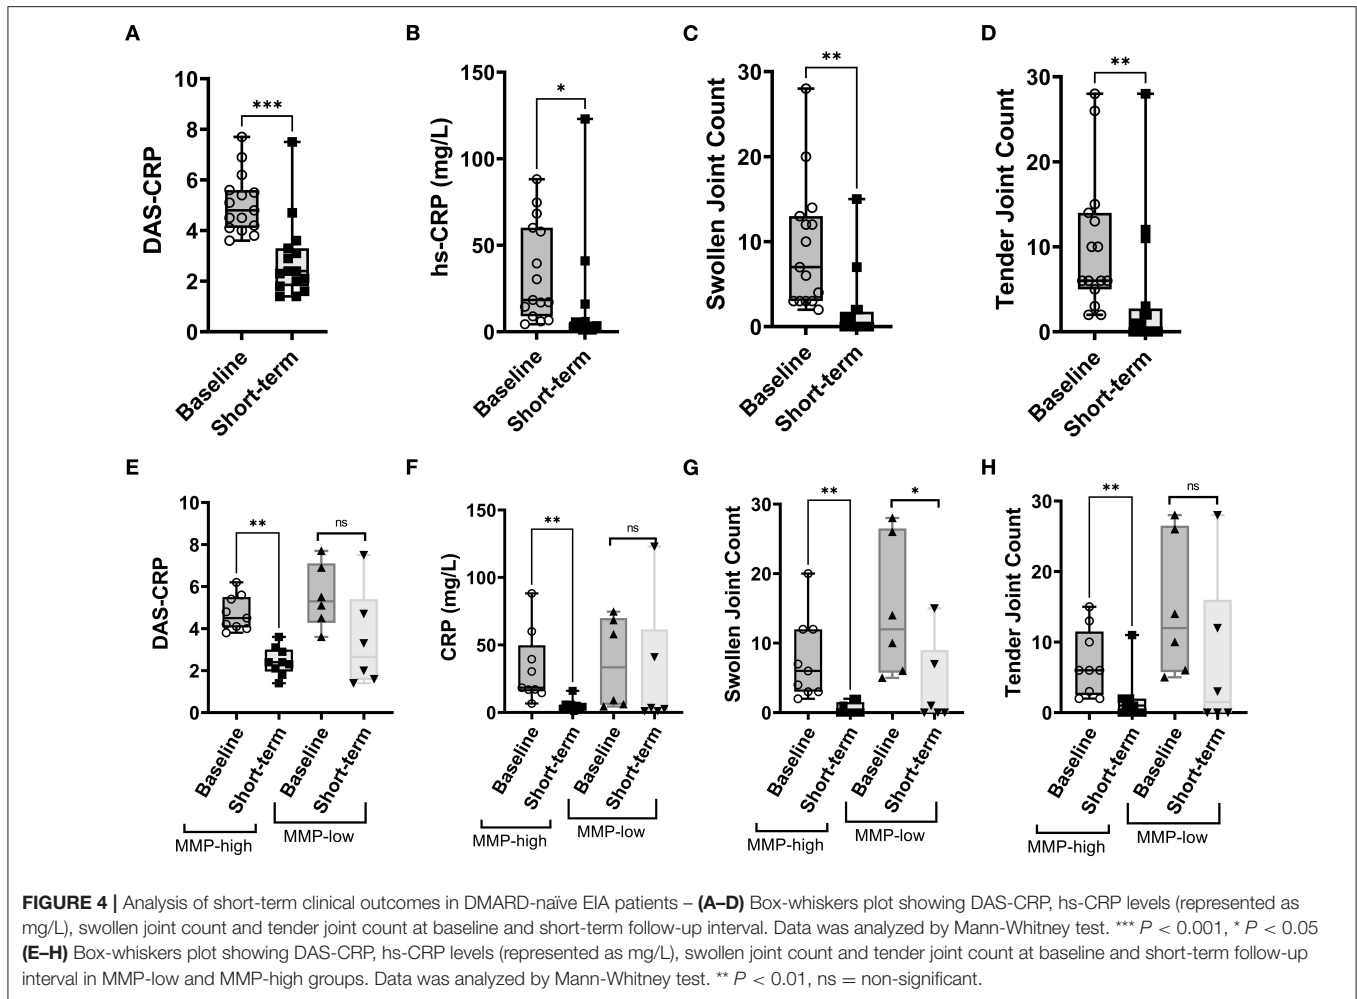 A
B
C
D
10
8
6
4
2
0
DAS-CRP
***
Baseline
Short-term
150
100
50
0
hs-CRP (mg/L)
*
Baseline
Short-term
30
20
10
0
Swollen Joint Count
**
Baseline
Short-term
30
20
10
0
Tender Joint Count
**
Baseline
Short-term
E
F
G
H
10
8
6
4
2
0
DAS-CRP
**
ns
Baseline
Short-term
Baseline
Short-term
MMP-high
MMP-low
150
100
50
0
CRP (mg/L)
**
ns
Baseline
Short-term
Baseline
Short-term
MMP-high
MMP-low
30
20
10
0
Swollen Joint Count
**
*
Baseline
Short-term
Baseline
Short-term
MMP-high
MMP-low
30
20
10
0
Tender Joint Count
**
ns
Baseline
Short-term
Baseline
Short-term
MMP-high
MMP-low
FIGURE 4 | Analysis of short-term clinical outcomes in DMARD-naïve EIA patients – (A–D) Box-whiskers plot showing DAS-CRP, hs-CRP levels (represented as
mg/L), swollen joint count and tender joint count at baseline and short-term follow-up interval. Data was analyzed by Mann-Whitney test. *** P < 0.001, * P < 0.05
(E–H) Box-whiskers plot showing DAS-CRP, hs-CRP levels (represented as mg/L), swollen joint count and tender joint count at baseline and short-term follow-up
interval in MMP-low and MMP-high groups. Data was analyzed by Mann-Whitney test. ** P < 0.01, ns = non-significant.